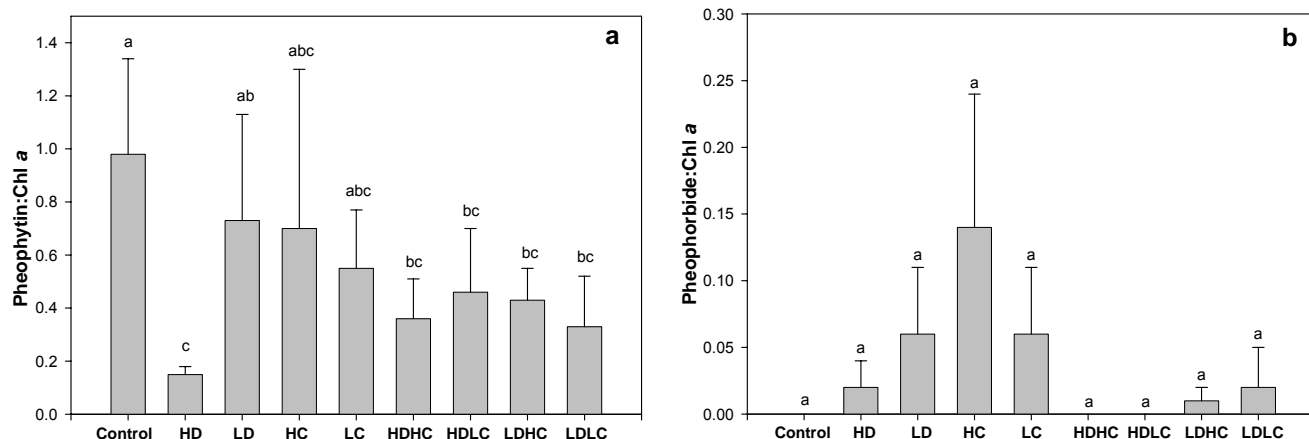 a
Pheophytin:Chl a
1.4
1.2
1.0
0.8
0.6
0.4
0.2
0.0
a
c
ab
abc
abc
bc
bc
bc
bc
Control HD LD HC LC HDHC HDLC LDHC LDLC
b
Pheophorbide:Chl a
0.30
0.25
0.20
0.15
0.10
0.05
0.00
a
a
a
a
a
a
a
a
a
Control HD LD HC LC HDHC HDLC LDHC LDLC